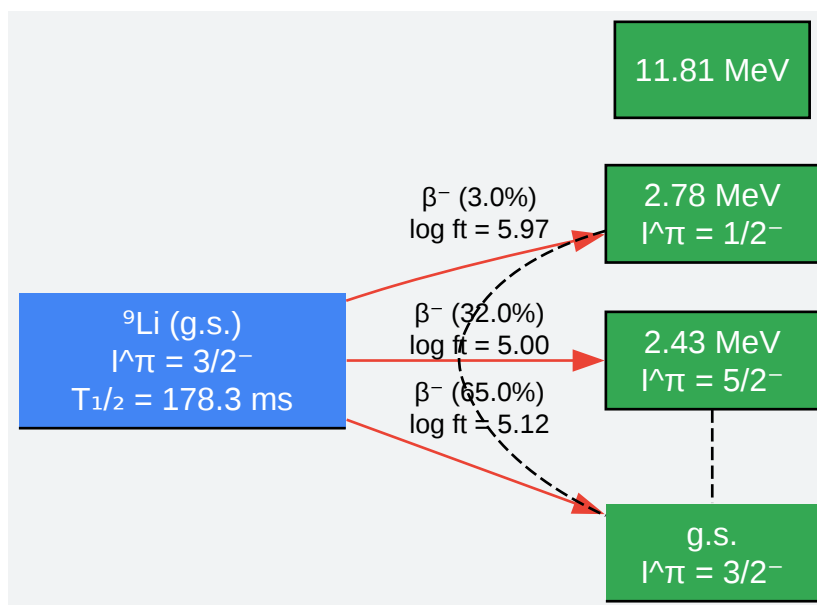 11.81 MeV
2.78 MeV
I^π = 1/2⁻
β⁻ (3.0%)
log ft = 5.97
⁹Li (g.s.)
I^π = 3/2⁻
T₁/₂ = 178.3 ms
β⁻ (32.0%)
log ft = 5.00
2.43 MeV
I^π = 5/2⁻
β⁻ (65.0%)
log ft = 5.12
g.s.
I^π = 3/2⁻